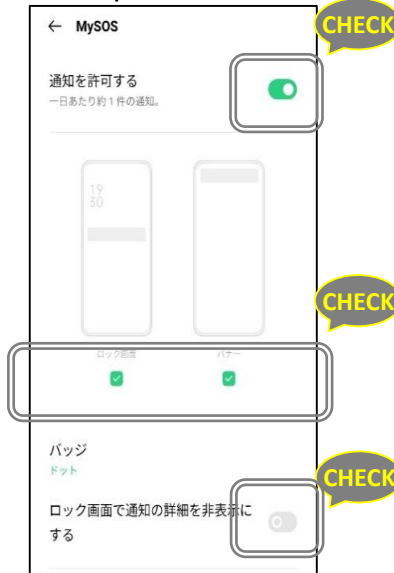 ← MySOS
CHECK
通知を許可する
一日あたり約1件の通知。
19
30
CHECK
ロック画面 バナー
バッジ
ドット
CHECK
ロック画面で通知の詳細を非表示に
する